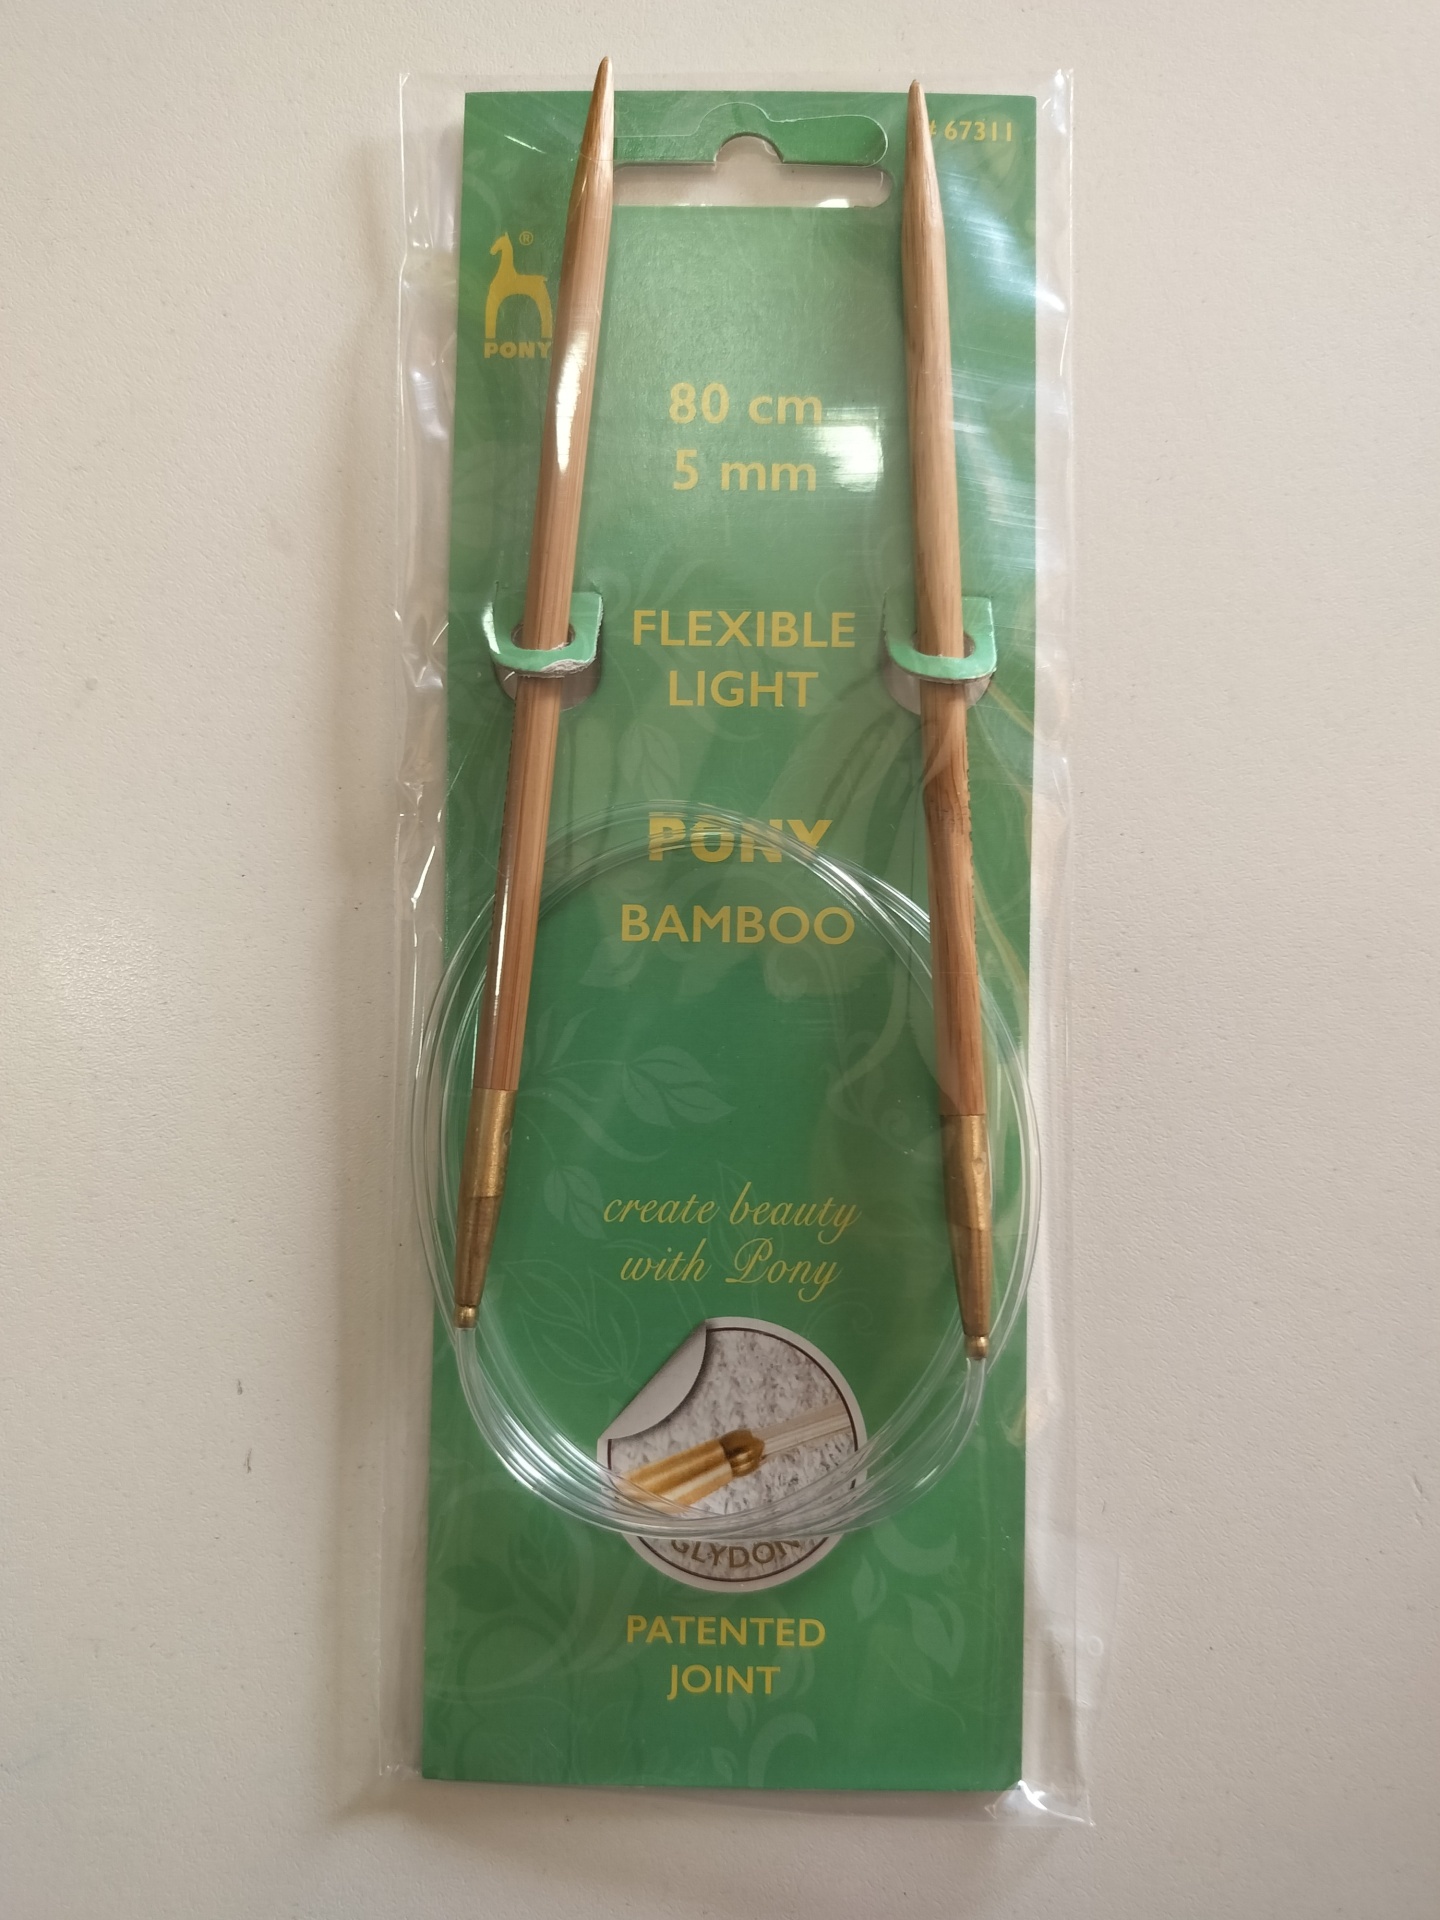 # 67311
®
PONY
80 cm
5 mm
FLEXIBLE
LIGHT
PONY
BAMBOO
create beauty
with Pony
GLYDON
PATENTED
JOINT